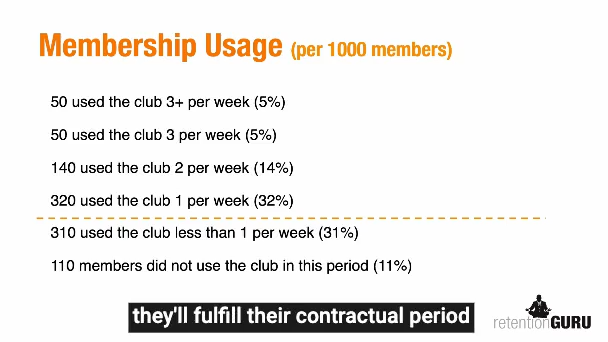 Membership Usage (per 1000 members)
50 used the club 3+ per week (5%)
50 used the club 3 per week (5%)
140 used the club 2 per week (14%)
320 used the club 1 per week (32%)
310 used the club less than 1 per week (31%)
110 members did not use the club in this period (11%)
they'll fulfill their contractual period
retentionGURU